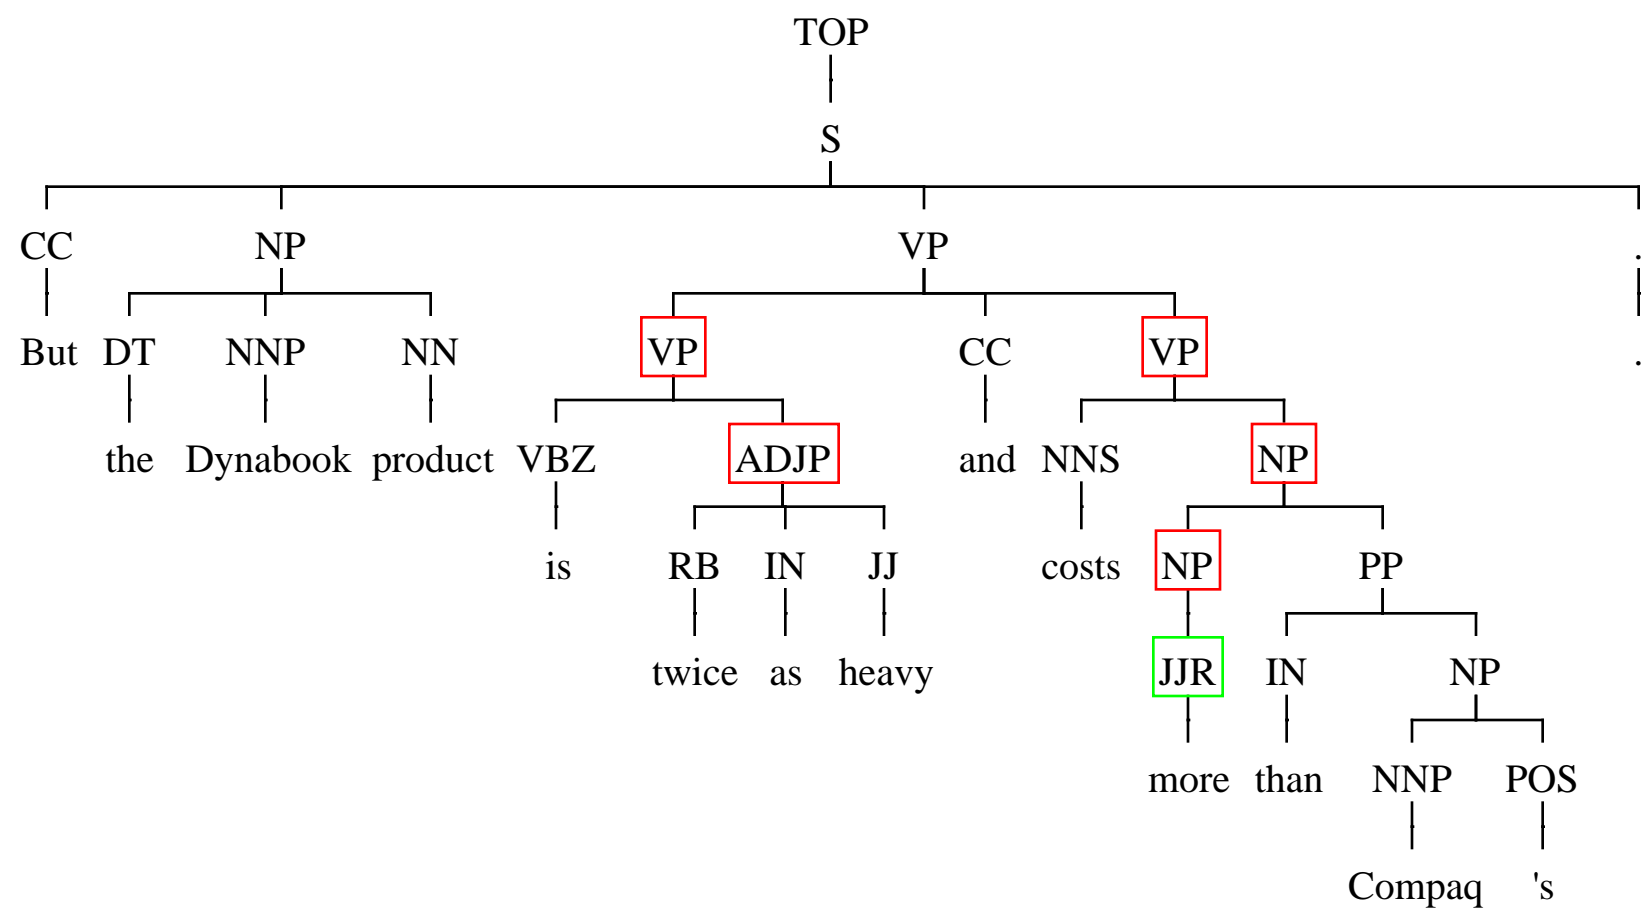 TOP
S
CC NP VP .
But DT NNP NN VP CC VP .
the Dynabook product VBZ ADJP and NNS NP
is RB IN JJ costs NP PP
twice as heavy JJR IN NP
more than NNP POS
Compaq 's